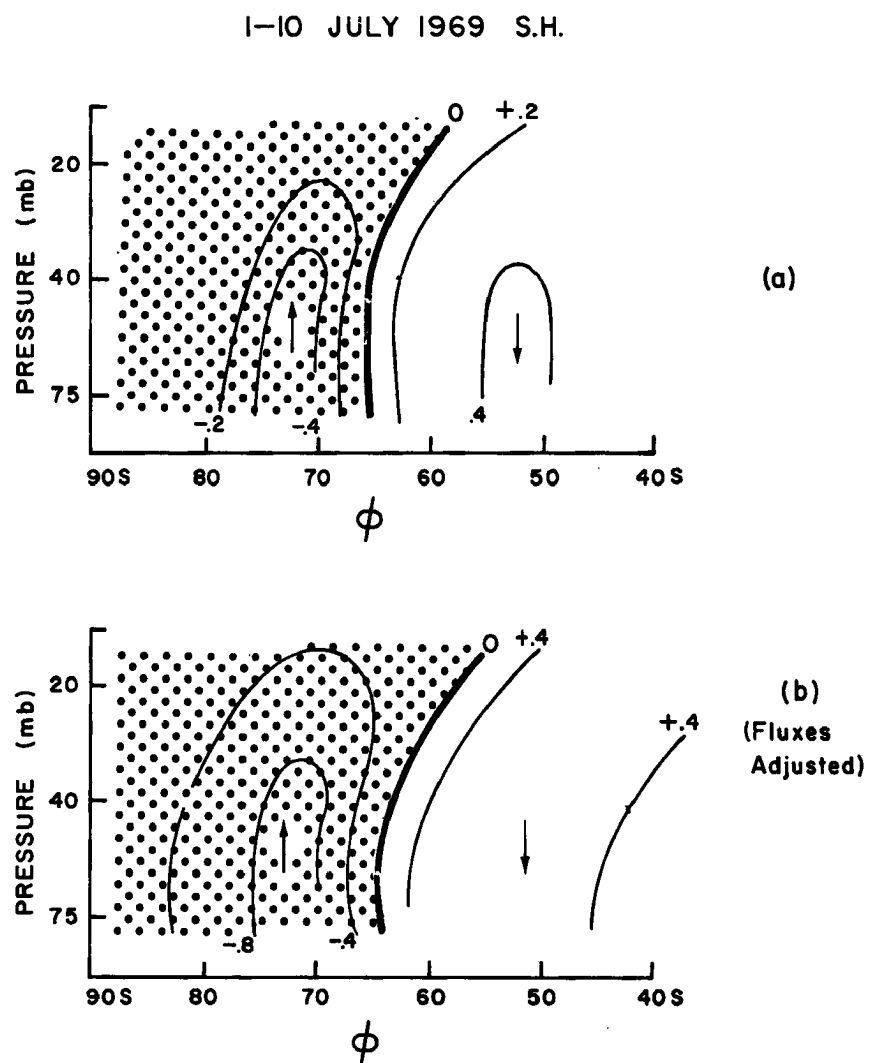 1-10 JULY 1969 S.H.
0 +.2
20
40
75
PRESSURE (mb)
-.2 -.4 .4
90S 80 70 60 50 40S
ϕ
(a)
0 +.4
+.4
20
40
75
PRESSURE (mb)
-.8 -.4
90S 80 70 60 50 40S
ϕ
(b)
(Fluxes
Adjusted)